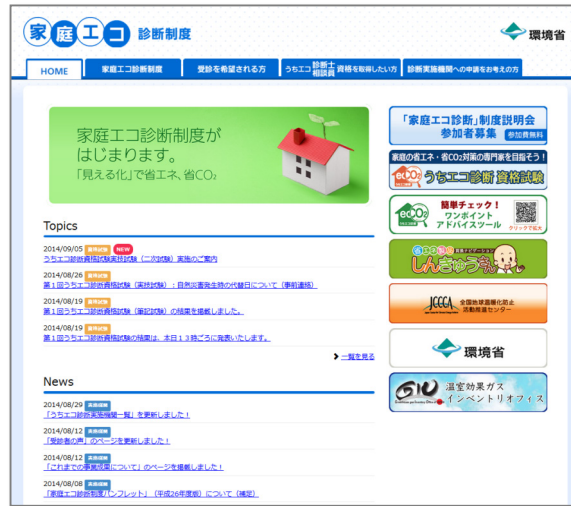 家庭エコ 診断制度
環境省
HOME
家庭エコ診断制度
受診を希望される方
うちエコ 診断士 相談員 資格を取得したい方
診断実施機関への申請をお考えの方
家庭エコ診断制度が
はじまります。
「見える化」で省エネ、省CO₂
Topics
2014/09/05 資格試験 NEW
うちエコ診断資格試験実技試験（二次試験）実施のご案内
2014/08/26 資格試験
第１回うちエコ診断資格試験（実技試験）：自然災害発生時の代替日について（事前連絡）
2014/08/19 資格試験
第１回うちエコ診断資格試験（筆記試験）の結果を掲載しました。
2014/08/19 資格試験
第１回うちエコ診断資格試験の結果は、本日１３時ごろに発表いたします。
一覧を見る
News
2014/08/29
「うちエコ診断実施機関一覧」を更新しました！
2014/08/12
「受診者の声」のページを更新しました！
2014/08/12
「これまでの事業成果について」のページを掲載しました！
2014/08/08
「家庭エコ診断制度パンフレット」（平成26年度版）について（補足）
「家庭エコ診断」制度説明会
参加者募集 参加費無料
家庭の省エネ・省CO₂対策の専門家を目指そう！
うちエコ診断 資格試験
簡単チェック！
ワンポイント
アドバイスツール
クリックで拡大
しんきゅうさん
JCCCA 全国地球温暖化防止
活動推進センター
環境省
GIO 温室効果ガス
インベントリオフィス